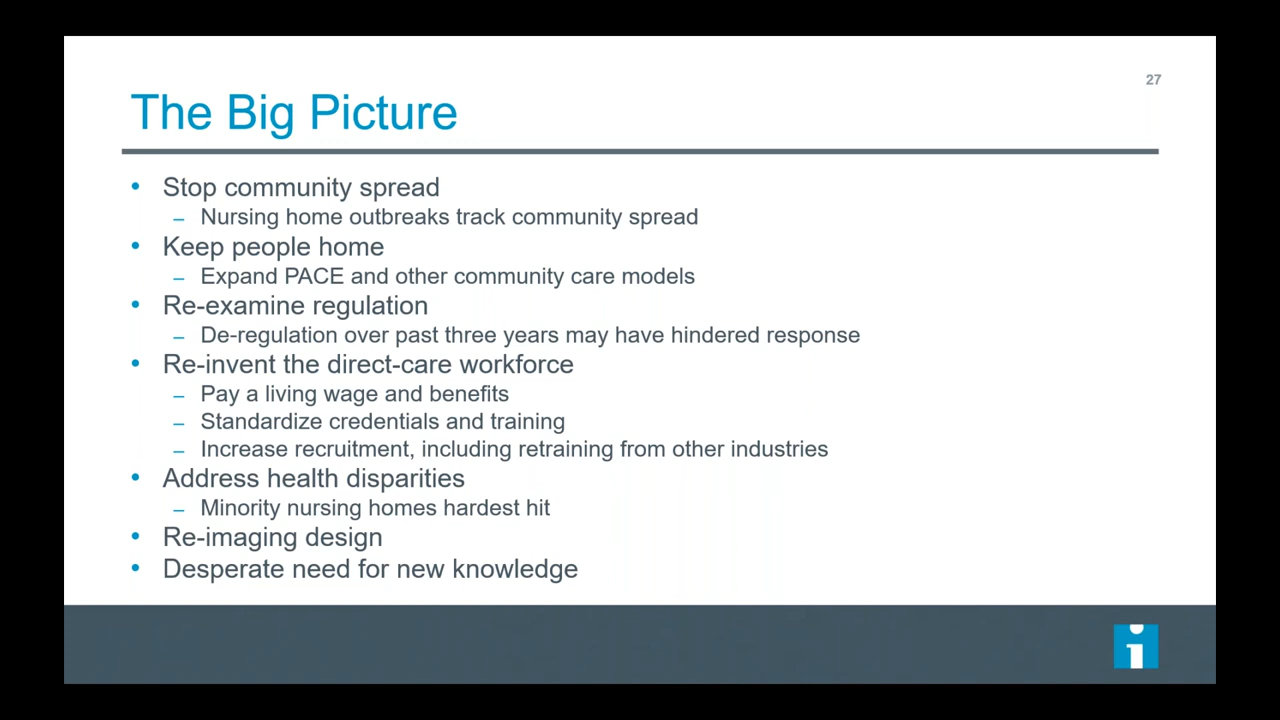 27
The Big Picture
• Stop community spread
– Nursing home outbreaks track community spread
• Keep people home
– Expand PACE and other community care models
• Re-examine regulation
– De-regulation over past three years may have hindered response
• Re-invent the direct-care workforce
– Pay a living wage and benefits
– Standardize credentials and training
– Increase recruitment, including retraining from other industries
• Address health disparities
– Minority nursing homes hardest hit
• Re-imaging design
• Desperate need for new knowledge
i